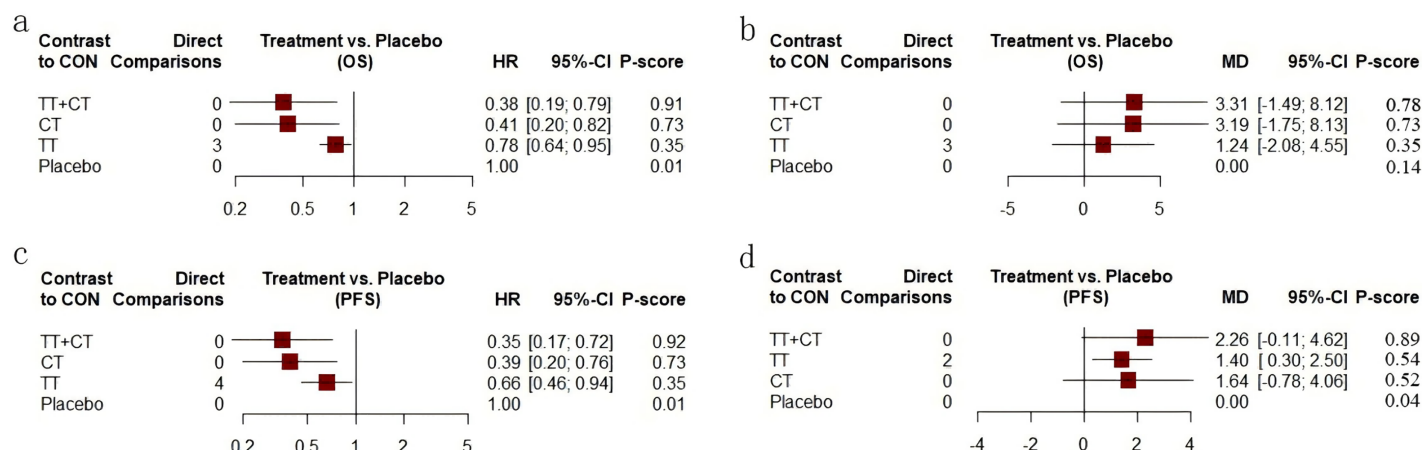 a
Contrast Direct Treatment vs. Placebo
to CON Comparisons (OS) HR 95%-CI P-score
TT+CT 0 0.38 [0.19; 0.79] 0.91
CT 0 0.41 [0.20; 0.82] 0.73
TT 3 0.78 [0.64; 0.95] 0.35
Placebo 0 1.00 0.01
0.2 0.5 1 2 5
b
Contrast Direct Treatment vs. Placebo
to CON Comparisons (OS) MD 95%-CI P-score
TT+CT 0 3.31 [-1.49; 8.12] 0.78
CT 0 3.19 [-1.75; 8.13] 0.73
TT 3 1.24 [-2.08; 4.55] 0.35
Placebo 0 0.00 0.14
-5 0 5
c
Contrast Direct Treatment vs. Placebo
to CON Comparisons (PFS) HR 95%-CI P-score
TT+CT 0 0.35 [0.17; 0.72] 0.92
CT 0 0.39 [0.20; 0.76] 0.73
TT 4 0.66 [0.46; 0.94] 0.35
Placebo 0 1.00 0.01
0.2 0.5 1 2 5
d
Contrast Direct Treatment vs. Placebo
to CON Comparisons (PFS) MD 95%-CI P-score
TT+CT 0 2.26 [-0.11; 4.62] 0.89
TT 2 1.40 [ 0.30; 2.50] 0.54
CT 0 1.64 [-0.78; 4.06] 0.52
Placebo 0 0.00 0.04
-4 -2 0 2 4